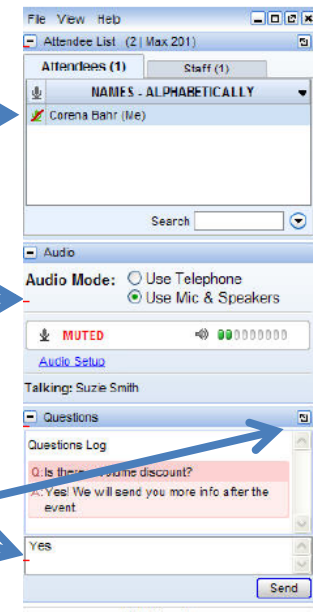 File View Help
Attendee List (2 | Max 201)
Attendees (1) Staff (1)
NAMES - ALPHABETICALLY
Corena Bahr (Me)
Search
Audio
Audio Mode: Use Telephone
Use Mic & Speakers
MUTED
Audio Setup
Talking: Suzie Smith
Questions
Questions Log
Q: Is there discount?
A: Yes! We will send you more info after the
event
Yes
Send